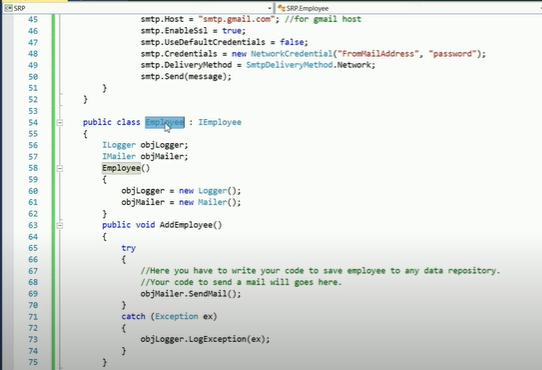 SRP
SRP.Employee
45 smtp.Host = "smtp.gmail.com"; //for gmail host
46 smtp.EnableSsl = true;
47 smtp.UseDefaultCredentials = false;
48 smtp.Credentials = new NetworkCredential("FromMailAddress", "password");
49 smtp.DeliveryMethod = SmtpDeliveryMethod.Network;
50 smtp.Send(message);
51 }
52 }
53
54 public class Employee : IEmployee
55 {
56 ILogger objLogger;
57 IMailer objMailer;
58 Employee()
59 {
60 objLogger = new Logger();
61 objMailer = new Mailer();
62 }
63 public void AddEmployee()
64 {
65 try
66 {
67 //Here you have to write your code to save employee to any data repository.
68 //Your code to send a mail will goes here.
69 objMailer.SendMail();
70 }
71 catch (Exception ex)
72 {
73 objLogger.LogException(ex);
74 }
75 }